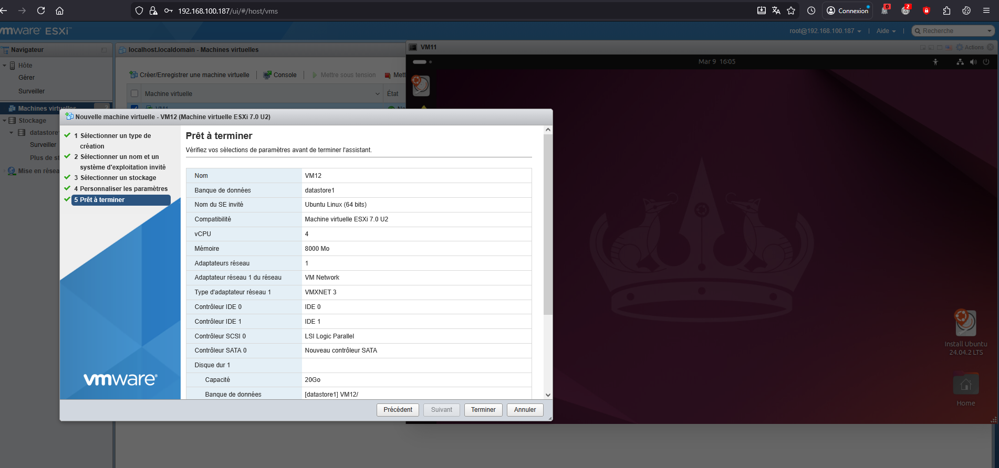 192.168.100.187/ui/#/host/vms
Connexion
0
2
vmware ESXi™
root@192.168.100.187
Aide
Recherche
Navigateur
localhost.localdomain - Machines virtuelles
VM11
Actions
Hôte
Gérer
Surveiller
Machines virtuelles
2
Stockage
datastore
Surveiller
Plus de st
Mise en résea
Créer/Enregistrer une machine virtuelle
Console
Mettre sous tension
Mett
Machine virtuelle
État
VM1
No
Mar 9 16:05
Install Ubuntu
24.04.2 LTS
Home
Nouvelle machine virtuelle - VM12 (Machine virtuelle ESXi 7.0 U2)
1 Sélectionner un type de
création
2 Sélectionner un nom et un
système d'exploitation invité
3 Sélectionner un stockage
4 Personnaliser les paramètres
5 Prêt à terminer
vmware®
Prêt à terminer
Vérifiez vos sélections de paramètres avant de terminer l'assistant.
Nom VM12
Banque de données datastore1
Nom du SE invité Ubuntu Linux (64 bits)
Compatibilité Machine virtuelle ESXi 7.0 U2
vCPU 4
Mémoire 8000 Mo
Adaptateurs réseau 1
Adaptateur réseau 1 du réseau VM Network
Type d'adaptateur réseau 1 VMXNET 3
Contrôleur IDE 0 IDE 0
Contrôleur IDE 1 IDE 1
Contrôleur SCSI 0 LSI Logic Parallel
Contrôleur SATA 0 Nouveau contrôleur SATA
Disque dur 1
Capacité 20Go
Banque de données [datastore1] VM12/
Précédent
Suivant
Terminer
Annuler